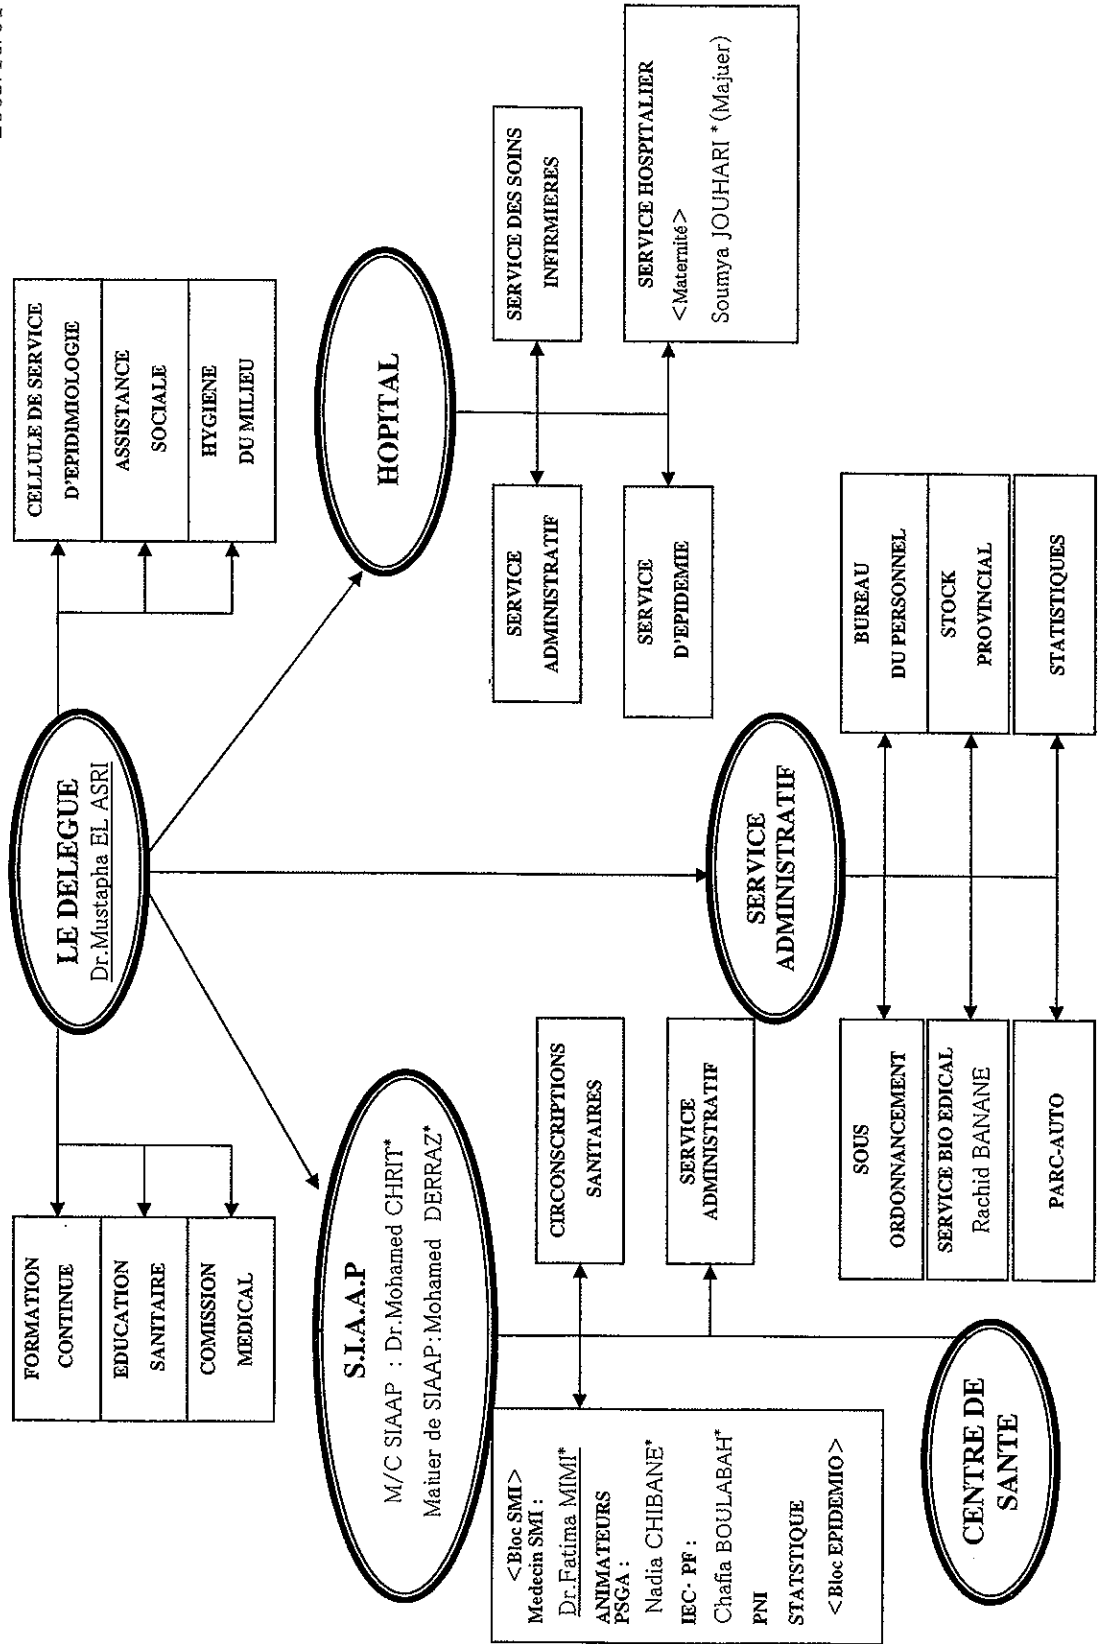 LE DELEGUE
Dr.Mustapha EL ASRI
FORMATION
CONTINUE
EDUCATION
SANITAIRE
COMISSION
MEDICAL
CELLULE DE SERVICE
D'EPIDIMIOLOGIE
ASSISTANCE
SOCIALE
HYGIENE
DU MILIEU
S.I.A.A.P
M/C SIAAP : Dr.Mohamed CHRIT*
Maiuer de SIAAP:Mohamed DERRAZ*
HOPITAL
<Bloc SMI>
Medecin SMI :
Dr.Fatima MIMI*
ANIMATEURS
PSGA :
Nadia CHIBANE*
IEC- PF :
Chafia BOULABAH*
PNI
STATSTIQUE
<Bloc EPIDEMIO>
CIRCONSCRIPTIONS
SANITAIRES
SERVICE
ADMINISTRATIF
CENTRE DE
SANTE
SERVICE
ADMINISTRATIF
SERVICE DES SOINS
INFIRMIERES
SERVICE
D'EPIDEMIE
SERVICE HOSPITALIER
<Maternité>
Soumya JOUHARI *(Majuer)
SERVICE
ADMINISTRATIF
SOUS
ORDONNANCEMENT
SERVICE BIO EDICAL
Rachid BANANE
PARC-AUTO
BUREAU
DU PERSONNEL
STOCK
PROVINCIAL
STATISTIQUES